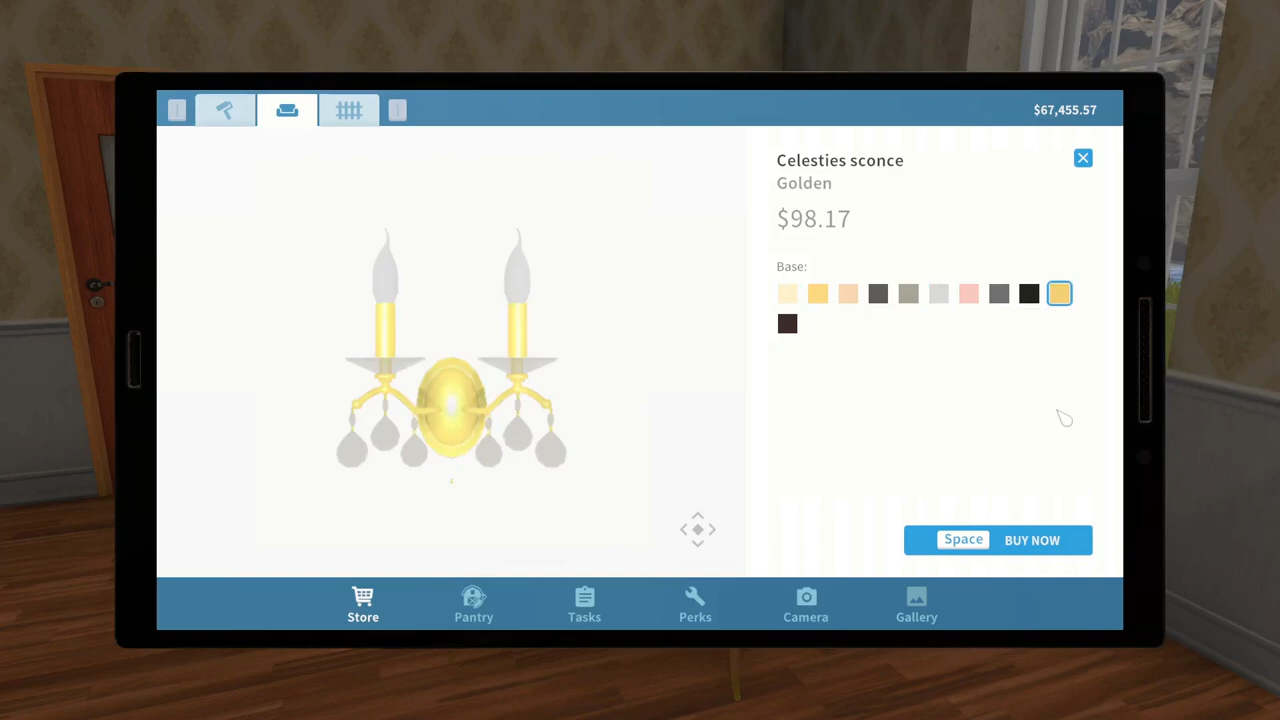 $67,455.57
Celesties sconce
Golden
$98.17
Base:
Space BUY NOW
Store Pantry Tasks Perks Camera Gallery